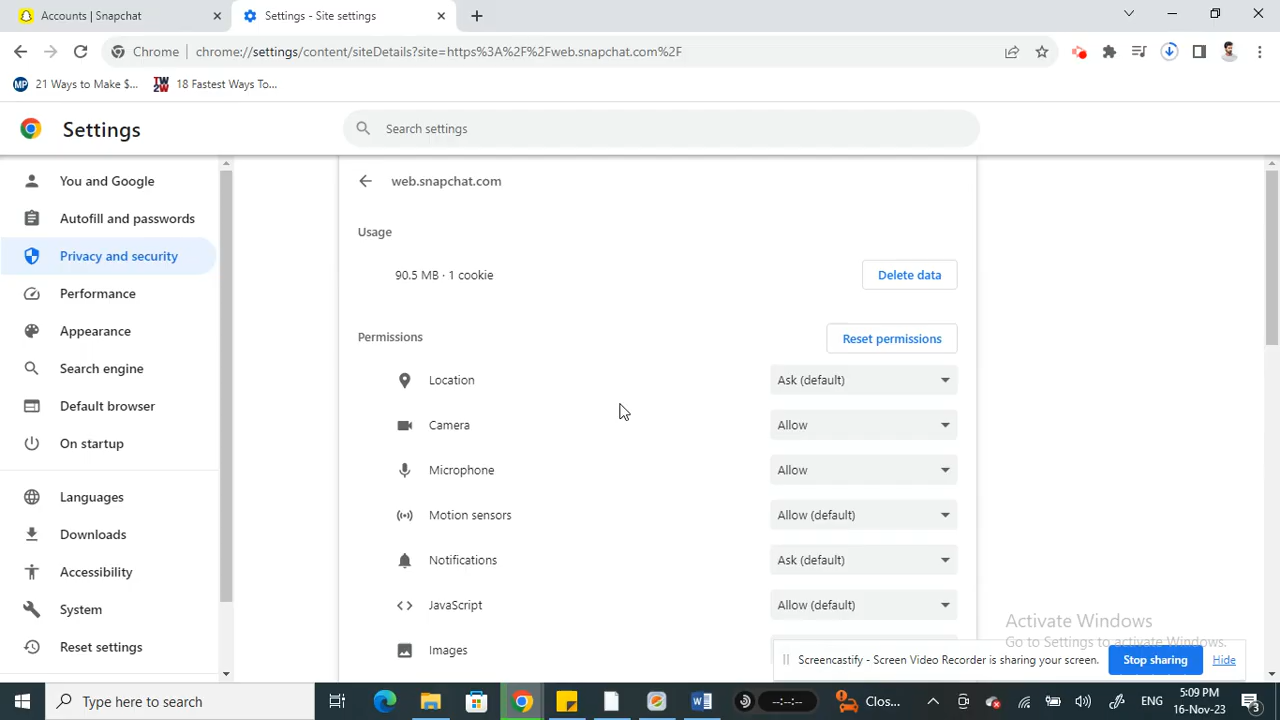 Accounts | Snapchat
Settings - Site settings
Chrome
chrome://settings/content/siteDetails?site=https%3A%2F%2Fweb.snapchat.com%2F
21 Ways to Make $...
18 Fastest Ways To...
Settings
Search settings
You and Google
Autofill and passwords
Privacy and security
Performance
Appearance
Search engine
Default browser
On startup
Languages
Downloads
Accessibility
System
Reset settings
web.snapchat.com
Usage
90.5 MB · 1 cookie
Delete data
Permissions
Reset permissions
Location
Ask (default)
Camera
Allow
Microphone
Allow
Motion sensors
Allow (default)
Notifications
Ask (default)
JavaScript
Allow (default)
Images
Activate Windows
Go to Settings to activate Windows.
Screencastify - Screen Video Recorder is sharing your screen.
Stop sharing
Hide
Type here to search
--:--:--
Clos...
ENG
5:09 PM
16-Nov-23
3